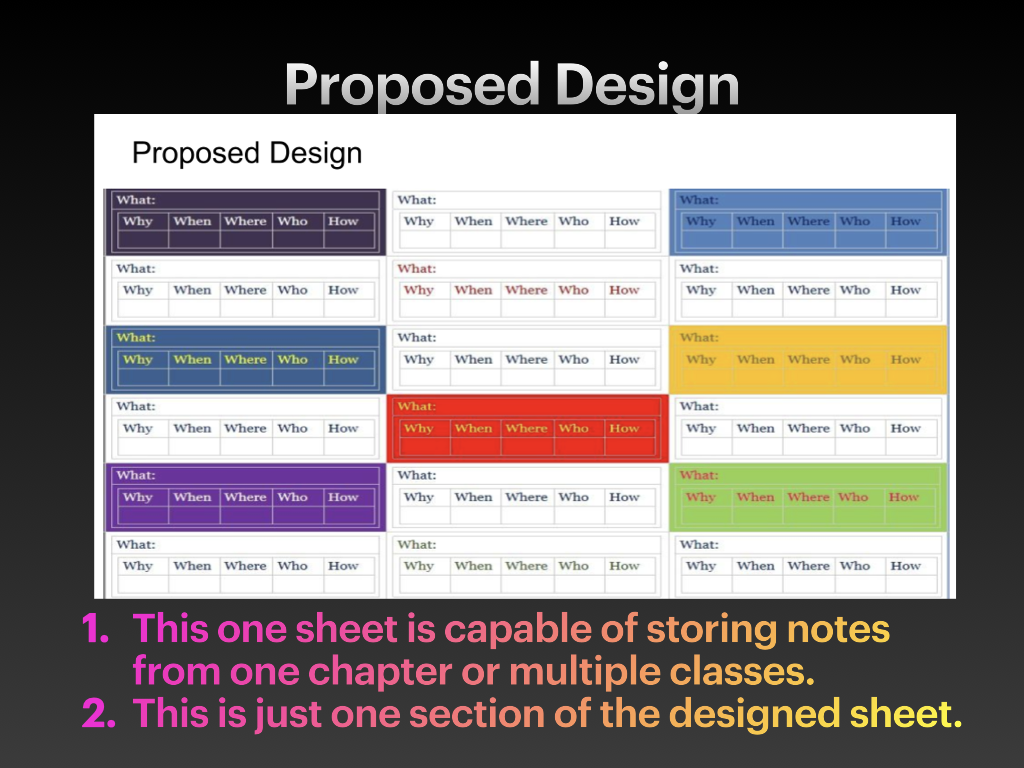 Proposed Design
Proposed Design
What: What: What:
Why When Where Who How Why When Where Who How Why When Where Who How
What: What: What:
Why When Where Who How Why When Where Who How Why When Where Who How
What: What: What:
Why When Where Who How Why When Where Who How Why When Where Who How
What: What: What:
Why When Where Who How Why When Where Who How Why When Where Who How
What: What: What:
Why When Where Who How Why When Where Who How Why When Where Who How
What: What: What:
Why When Where Who How Why When Where Who How Why When Where Who How
1. This one sheet is capable of storing notes
from one chapter or multiple classes.
2. This is just one section of the designed sheet.